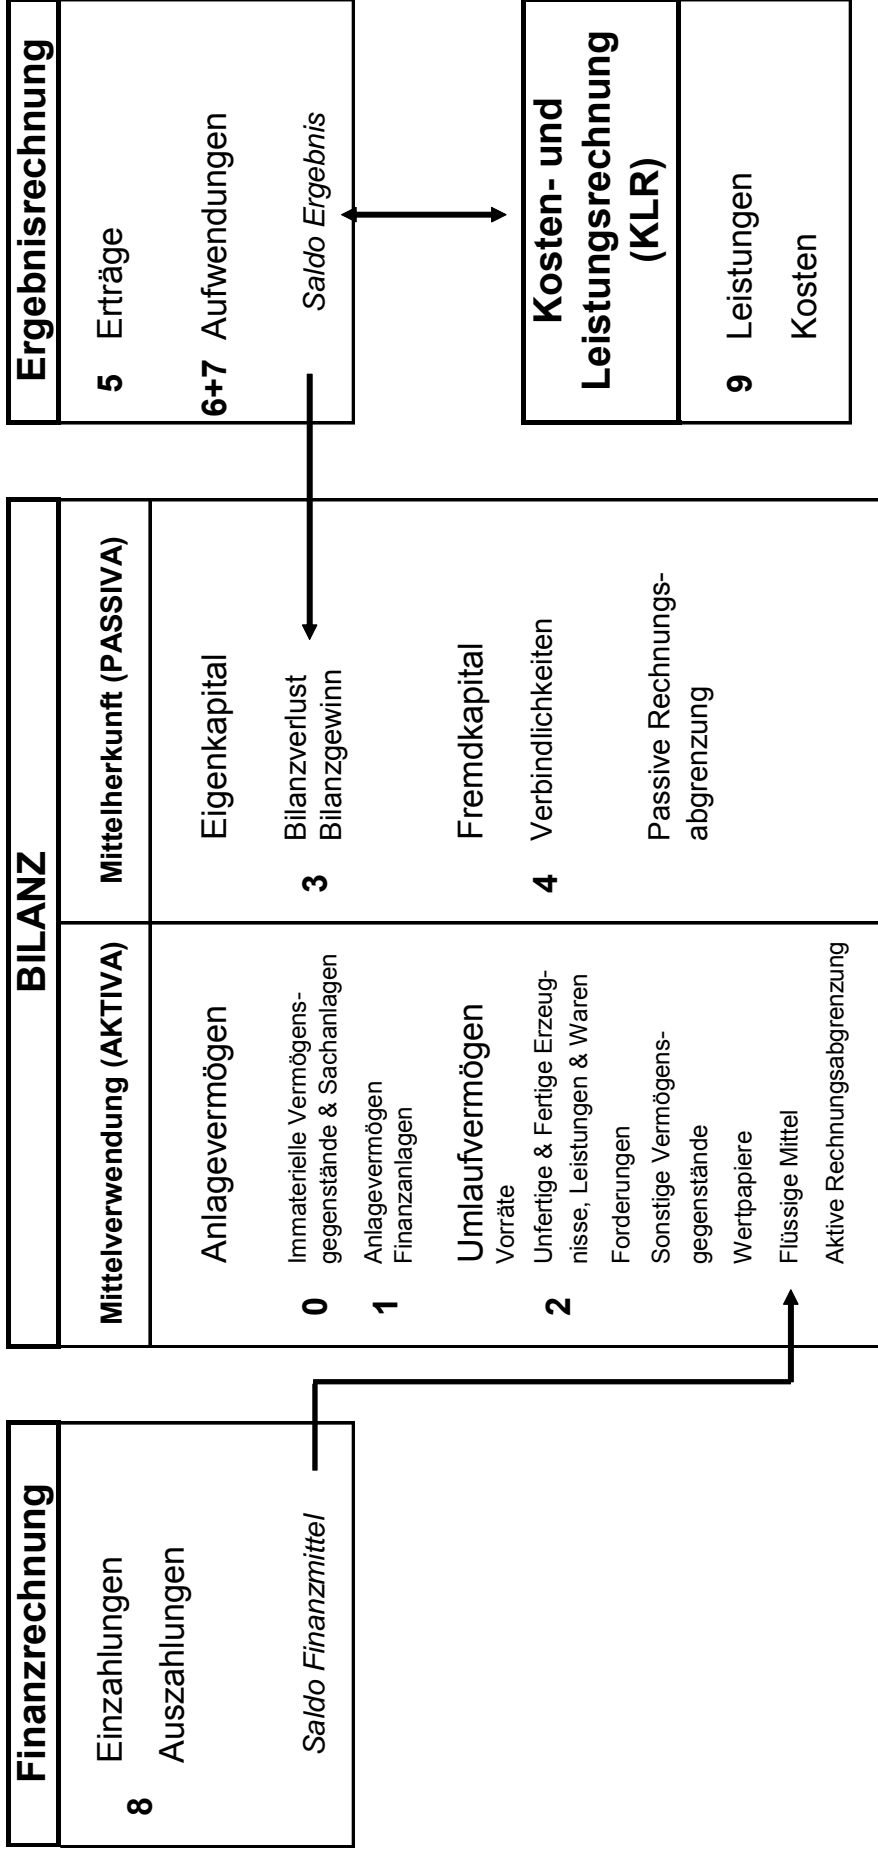 Finanzrechnung
8
Einzahlungen
Auszahlungen
Saldo Finanzmittel
BILANZ
Mittelverwendung (AKTIVA)
Anlagevermögen
0
Immaterielle Vermögens-
gegenstände & Sachanlagen
1
Anlagevermögen
Finanzanlagen
Umlaufvermögen
Vorräte
2
Unfertige & Fertige Erzeug-
nisse, Leistungen & Waren
Forderungen
Sonstige Vermögens-
gegenstände
Wertpapiere
Flüssige Mittel
Aktive Rechnungsabgrenzung
Mittelherkunft (PASSIVA)
Eigenkapital
3
Bilanzverlust
Bilanzgewinn
Fremdkapital
4 Verbindlichkeiten
Passive Rechnungs-
abgrenzung
Ergebnisrechnung
5 Erträge
6+7 Aufwendungen
Saldo Ergebnis
Kosten- und
Leistungsrechnung
(KLR)
9 Leistungen
Kosten